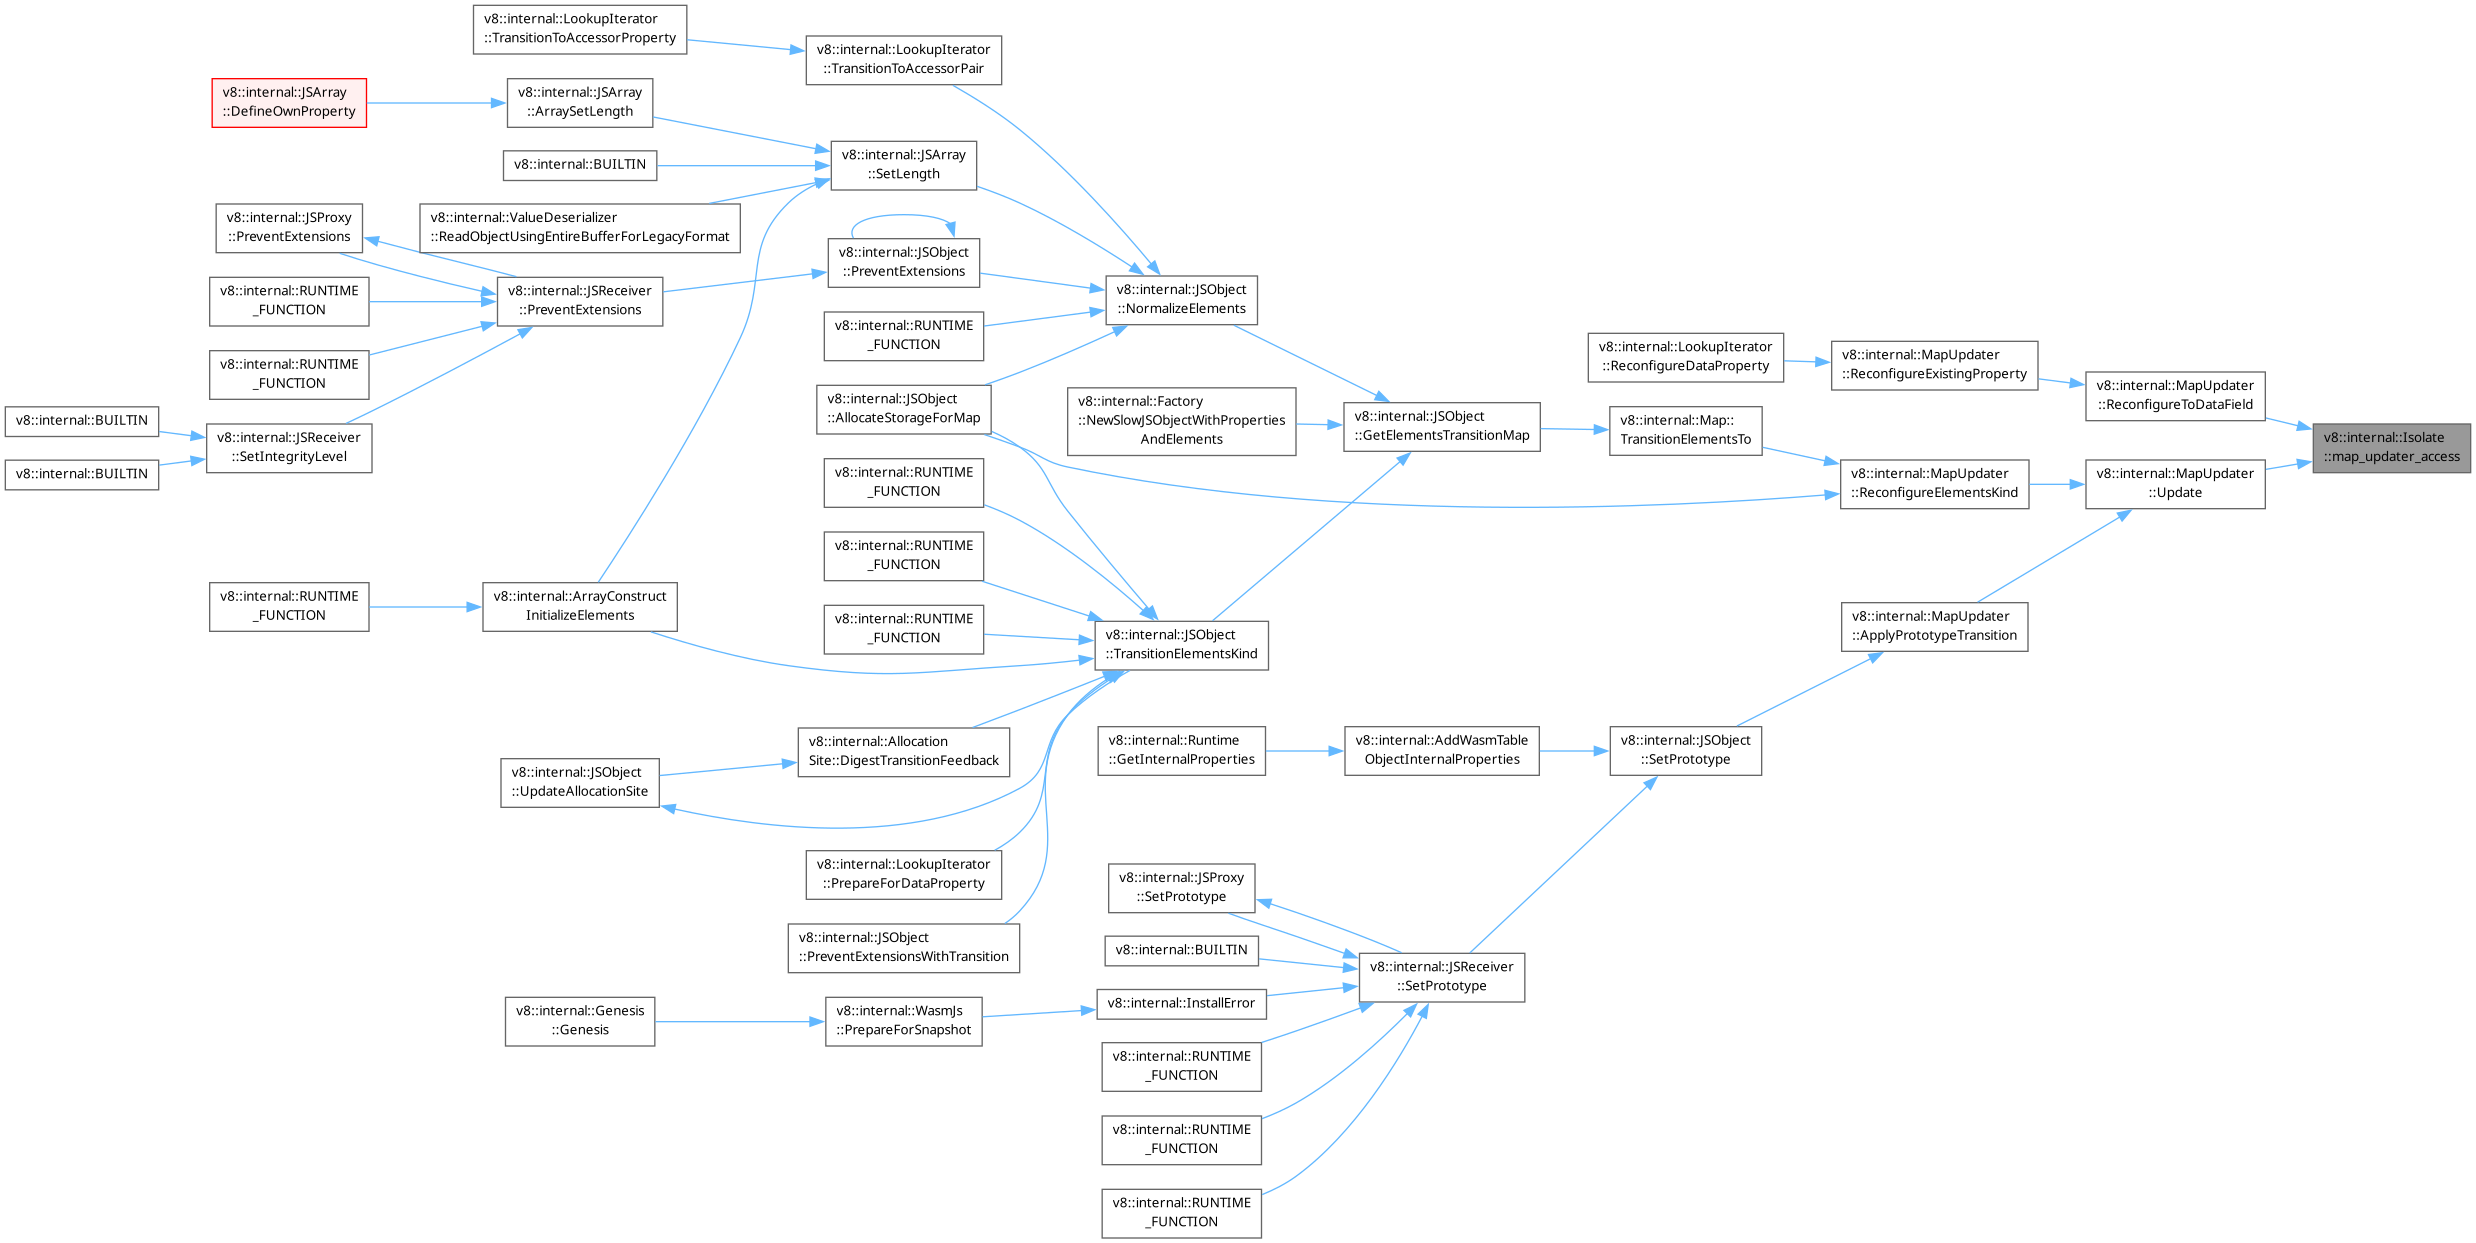 v8::internal::LookupIterator
::TransitionToAccessorProperty
v8::internal::LookupIterator
::TransitionToAccessorPair
v8::internal::JSArray
::DefineOwnProperty
v8::internal::JSArray
::ArraySetLength
v8::internal::BUILTIN
v8::internal::JSArray
::SetLength
v8::internal::JSProxy
::PreventExtensions
v8::internal::ValueDeserializer
::ReadObjectUsingEntireBufferForLegacyFormat
v8::internal::JSObject
::PreventExtensions
v8::internal::RUNTIME
_FUNCTION
v8::internal::JSReceiver
::PreventExtensions
v8::internal::JSObject
::NormalizeElements
v8::internal::RUNTIME
_FUNCTION
v8::internal::RUNTIME
_FUNCTION
v8::internal::LookupIterator
::ReconfigureDataProperty
v8::internal::MapUpdater
::ReconfigureExistingProperty
v8::internal::MapUpdater
::ReconfigureToDataField
v8::internal::JSObject
::AllocateStorageForMap
v8::internal::Factory
::NewSlowJSObjectWithProperties
AndElements
v8::internal::JSObject
::GetElementsTransitionMap
v8::internal::Map::
TransitionElementsTo
v8::internal::BUILTIN
v8::internal::JSReceiver
::SetIntegrityLevel
v8::internal::Isolate
::map_updater_access
v8::internal::BUILTIN
v8::internal::RUNTIME
_FUNCTION
v8::internal::MapUpdater
::ReconfigureElementsKind
v8::internal::MapUpdater
::Update
v8::internal::RUNTIME
_FUNCTION
v8::internal::RUNTIME
_FUNCTION
v8::internal::ArrayConstruct
InitializeElements
v8::internal::RUNTIME
_FUNCTION
v8::internal::JSObject
::TransitionElementsKind
v8::internal::MapUpdater
::ApplyPrototypeTransition
v8::internal::Allocation
Site::DigestTransitionFeedback
v8::internal::Runtime
::GetInternalProperties
v8::internal::AddWasmTable
ObjectInternalProperties
v8::internal::JSObject
::SetPrototype
v8::internal::JSObject
::UpdateAllocationSite
v8::internal::LookupIterator
::PrepareForDataProperty
v8::internal::JSProxy
::SetPrototype
v8::internal::JSObject
::PreventExtensionsWithTransition
v8::internal::BUILTIN
v8::internal::JSReceiver
::SetPrototype
v8::internal::Genesis
::Genesis
v8::internal::WasmJs
::PrepareForSnapshot
v8::internal::InstallError
v8::internal::RUNTIME
_FUNCTION
v8::internal::RUNTIME
_FUNCTION
v8::internal::RUNTIME
_FUNCTION